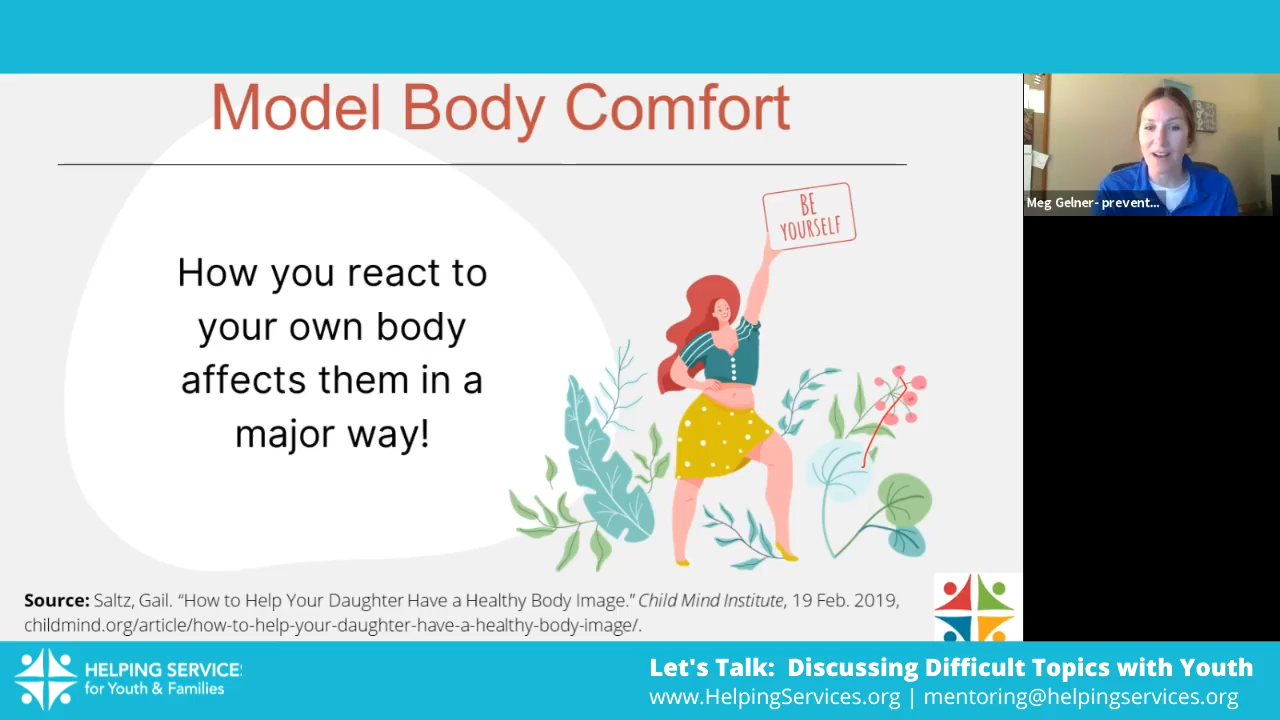 Model Body Comfort
BE
YOURSELF
How you react to
your own body
affects them in a
major way!
Source: Saltz, Gail. “How to Help Your Daughter Have a Healthy Body Image.” Child Mind Institute, 19 Feb. 2019,
childmind.org/article/how-to-help-your-daughter-have-a-healthy-body-image/.
Meg Gelner- prevent...
HELPING SERVICES
for Youth & Families
Let's Talk: Discussing Difficult Topics with Youth
www.HelpingServices.org | mentoring@helpingservices.org